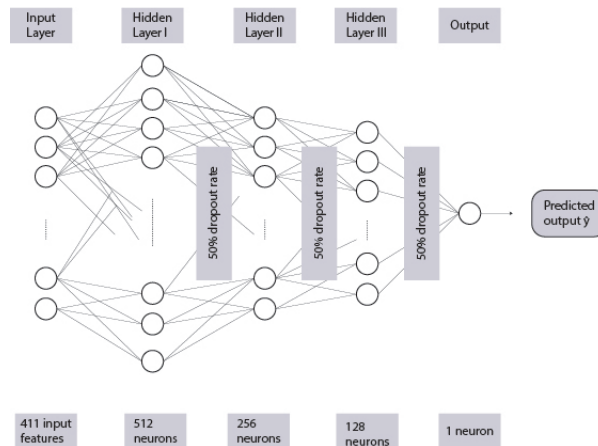 Input
Layer
Hidden
Layer I
Hidden
Layer II
Hidden
Layer III
Output
50% dropout rate
50% dropout rate
50% dropout rate
Predicted
output ŷ
411 input
features
512
neurons
256
neurons
128
neurons
1 neuron